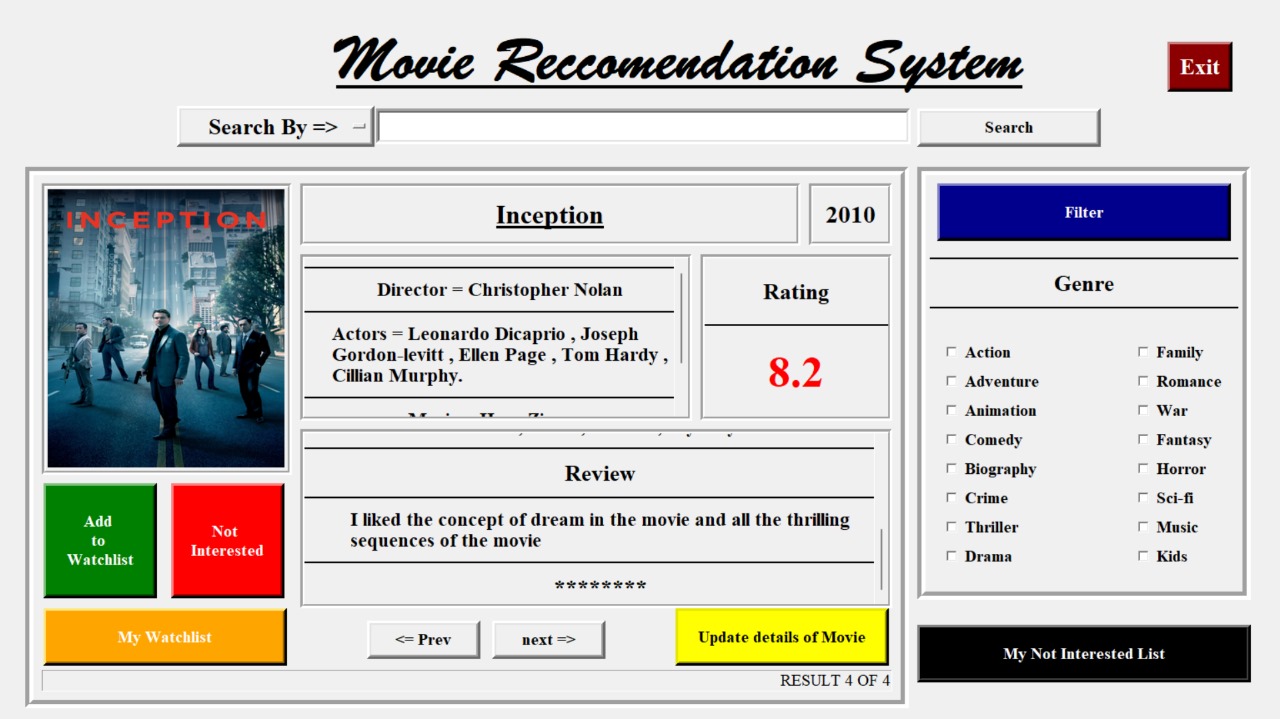 Movie Reccomendation System
Exit
Search By =>
Search
INCEPTION
Inception
2010
Filter
Director = Christopher Nolan
Actors = Leonardo Dicaprio , Joseph
Gordon-levitt , Ellen Page , Tom Hardy ,
Cillian Murphy.
Rating
8.2
Genre
Action
Family
Adventure
Romance
Animation
War
Comedy
Fantasy
Biography
Horror
Crime
Sci-fi
Thriller
Music
Drama
Kids
Review
I liked the concept of dream in the movie and all the thrilling
sequences of the movie
********
Add
to
Watchlist
Not
Interested
My Watchlist
<= Prev
next =>
Update details of Movie
My Not Interested List
RESULT 4 OF 4